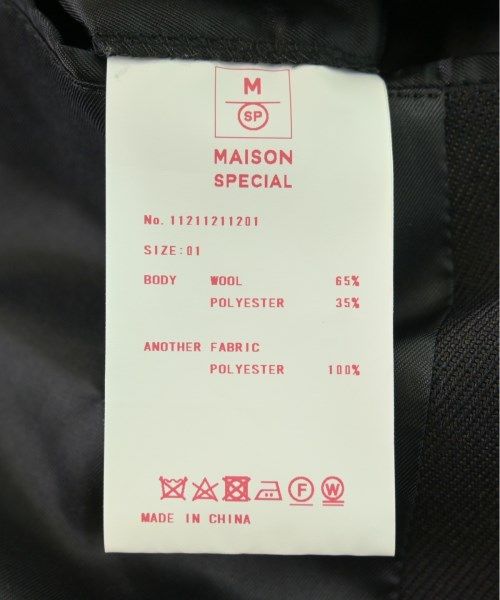 M
SP
MAISON
SPECIAL
No. 11211211201
SIZE:01
BODY WOOL 65%
POLYESTER 35%
ANOTHER FABRIC
POLYESTER 100%
F W
MADE IN CHINA